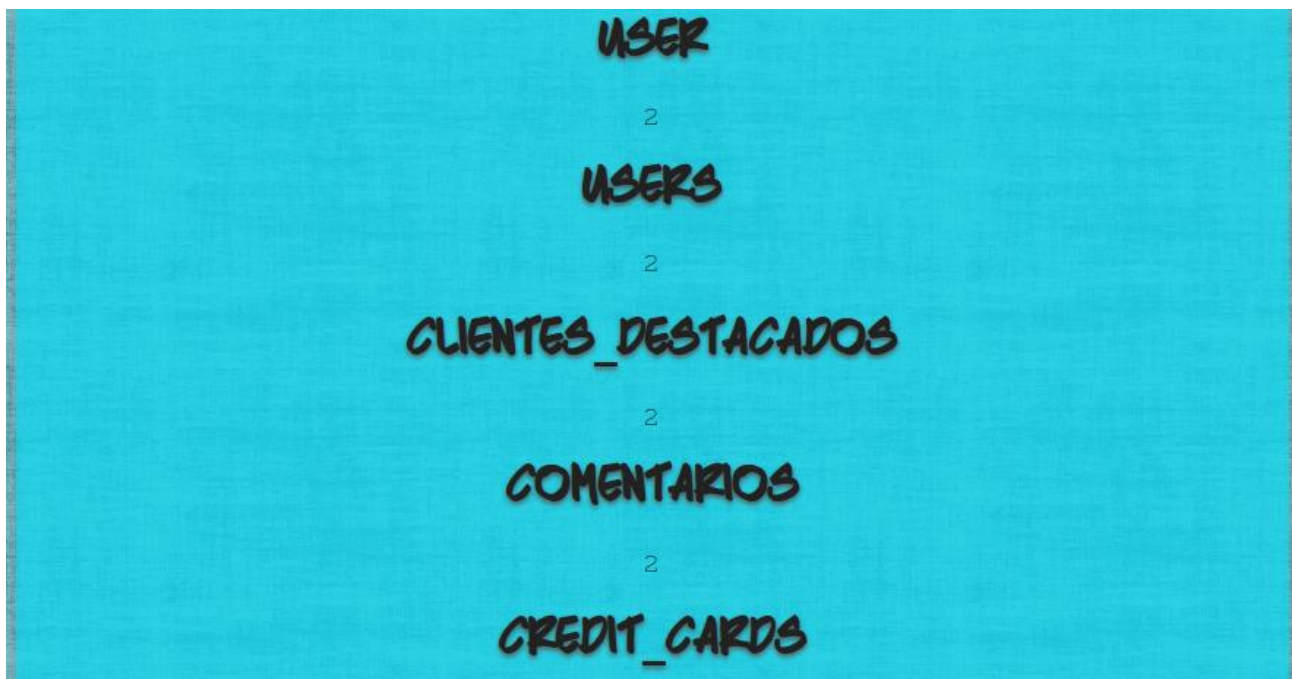 USER
2
USERS
2
CLIENTES_DESTACADOS
2
COMENTARIOS
2
CREDIT_CARDS